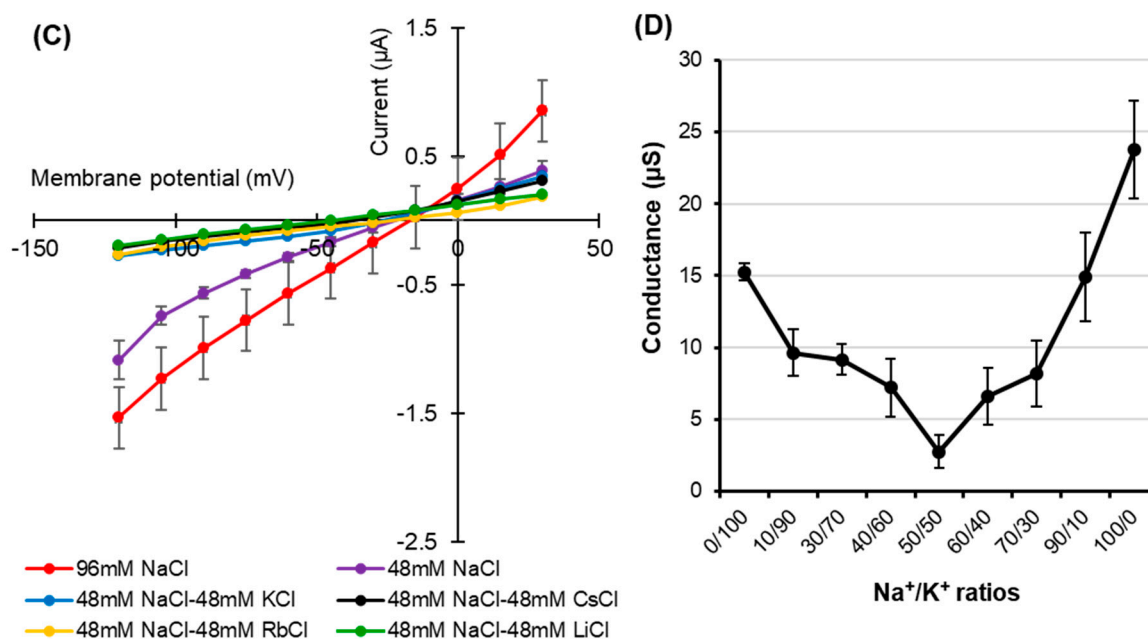 (C)
Current (µA)
1.5
0.5
-0.5
-1.5
-2.5
Membrane potential (mV)
-150
-100
-50
0
50
96mM NaCl
48mM NaCl
48mM NaCl-48mM KCl
48mM NaCl-48mM CsCl
48mM NaCl-48mM RbCl
48mM NaCl-48mM LiCl
(D)
Conductance (µS)
30
25
20
15
10
5
0
0/100
10/90
30/70
40/60
50/50
60/40
70/30
90/10
100/0
Na⁺/K⁺ ratios